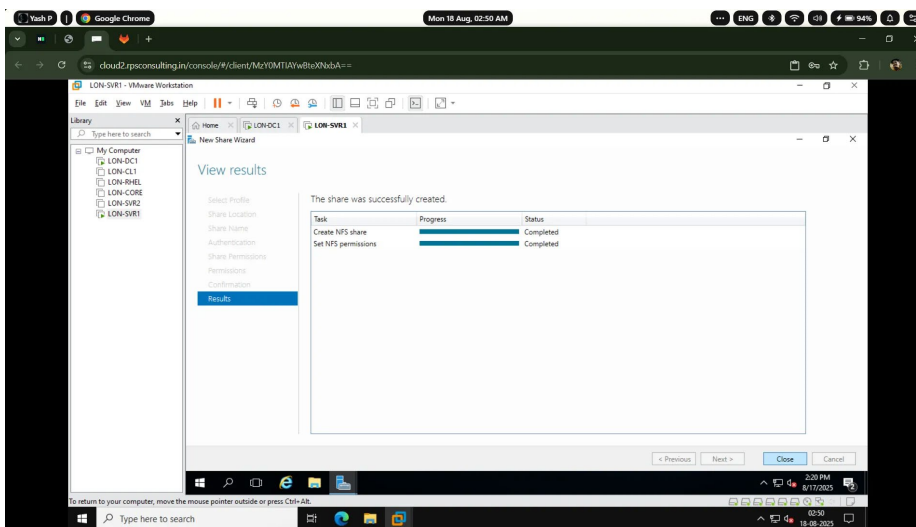 Yash P
Google Chrome
Mon 18 Aug, 02:50 AM
ENG
94%
cloud2.rpsconsulting.in/console/#/client/MzY0MTIAYwBteXNxbA==
LON-SVR1 - VMware Workstation
File Edit View VM Tabs Help
Library
Type here to search
My Computer
LON-DC1
LON-CL1
LON-RHEL
LON-CORE
LON-SVR2
LON-SVR1
Home
LON-DC1
LON-SVR1
New Share Wizard
View results
Select Profile
Share Location
Share Name
Authentication
Share Permissions
Permissions
Confirmation
Results
The share was successfully created.
Task Progress Status
Create NFS share Completed
Set NFS permissions Completed
< Previous Next > Close Cancel
2:20 PM
8/17/2025
To return to your computer, move the mouse pointer outside or press Ctrl+Alt.
Type here to search
02:50
18-08-2025